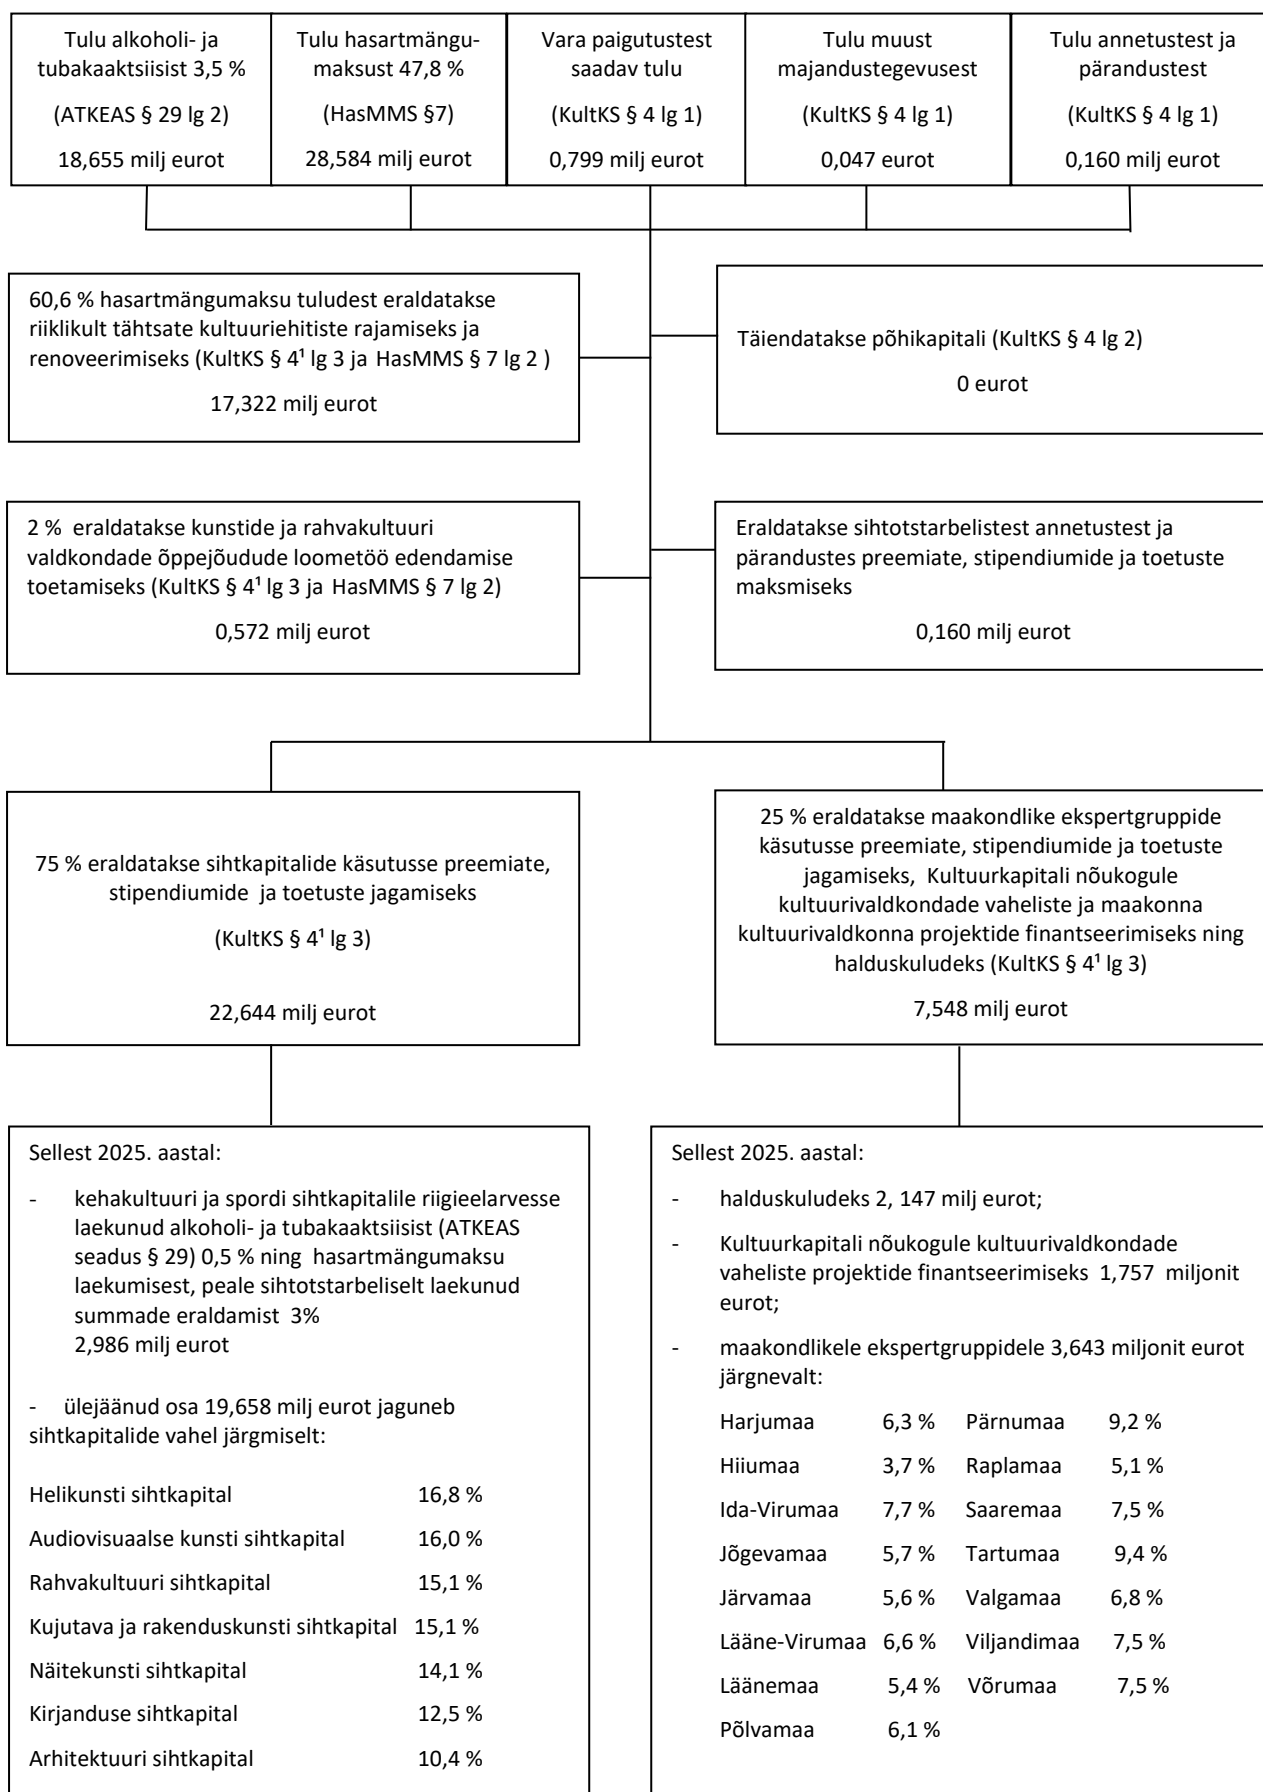 Tulu alkoholi- ja
tubakaaktsiisist 3,5 %
(ATKEAS § 29 lg 2)
18,655 milj eurot
Tulu hasartmängu-
maksust 47,8 %
(HasMMS §7)
28,584 milj eurot
Vara paigutustest
saadav tulu
(KultKS § 4 lg 1)
0,799 milj eurot
Tulu muust
majandustegevusest
(KultKS § 4 lg 1)
0,047 eurot
Tulu annetustest ja
pärandustest
(KultKS § 4 lg 1)
0,160 milj eurot
60,6 % hasartmängumaksu tuludest eraldatakse
riiklikult tähtsate kultuuriehitiste rajamiseks ja
renoveerimiseks (KultKS § 4¹ lg 3 ja HasMMS § 7 lg 2 )
17,322 milj eurot
Täiendatakse põhikapitali (KultKS § 4 lg 2)
0 eurot
2 % eraldatakse kunstide ja rahvakultuuri
valdkondade õppejõudude loometöö edendamise
toetamiseks (KultKS § 4¹ lg 3 ja HasMMS § 7 lg 2)
0,572 milj eurot
Eraldatakse sihtotstarbelistest annetustest ja
pärandustes preemiate, stipendiumide ja toetuste
maksmiseks
0,160 milj eurot
75 % eraldatakse sihtkapitalide käsutusse preemiate,
stipendiumide ja toetuste jagamiseks
(KultKS § 4¹ lg 3)
22,644 milj eurot
25 % eraldatakse maakondlike ekspertgruppide
käsutusse preemiate, stipendiumide ja toetuste
jagamiseks, Kultuurkapitali nõukogule
kultuurivaldkondade vaheliste ja maakonna
kultuurivaldkonna projektide finantseerimiseks ning
halduskuludeks (KultKS § 4¹ lg 3)
7,548 milj eurot
Sellest 2025. aastal:
- kehakultuuri ja spordi sihtkapitalile riigieelarvesse
laekunud alkoholi- ja tubakaaktsiisist (ATKEAS
seadus § 29) 0,5 % ning hasartmängumaksu
laekumisest, peale sihtotstarbeliselt laekunud
summade eraldamist 3%
2,986 milj eurot
- ülejäänud osa 19,658 milj eurot jaguneb
sihtkapitalide vahel järgmiselt:
Helikunsti sihtkapital 16,8 %
Audiovisuaalse kunsti sihtkapital 16,0 %
Rahvakultuuri sihtkapital 15,1 %
Kujutava ja rakenduskunsti sihtkapital 15,1 %
Näitekunsti sihtkapital 14,1 %
Kirjanduse sihtkapital 12,5 %
Arhitektuuri sihtkapital 10,4 %
Sellest 2025. aastal:
- halduskuludeks 2, 147 milj eurot;
- Kultuurkapitali nõukogule kultuurivaldkondade
vaheliste projektide finantseerimiseks 1,757 miljonit
eurot;
- maakondlikele ekspertgruppidele 3,643 miljonit eurot
järgnevalt:
Harjumaa 6,3 % Pärnumaa 9,2 %
Hiiumaa 3,7 % Raplamaa 5,1 %
Ida-Virumaa 7,7 % Saaremaa 7,5 %
Jõgevamaa 5,7 % Tartumaa 9,4 %
Järvamaa 5,6 % Valgamaa 6,8 %
Lääne-Virumaa 6,6 % Viljandimaa 7,5 %
Läänemaa 5,4 % Võrumaa 7,5 %
Põlvamaa 6,1 %